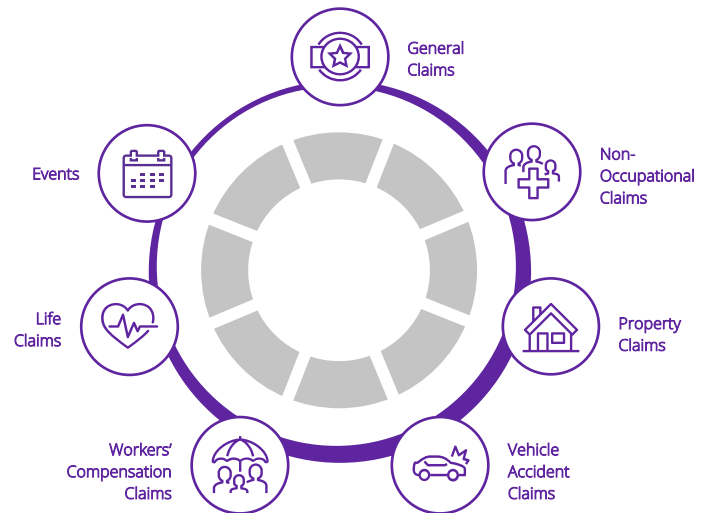 General
Claims
Non-
Occupational
Claims
Property
Claims
Vehicle
Accident
Claims
Workers’
Compensation
Claims
Life
Claims
Events